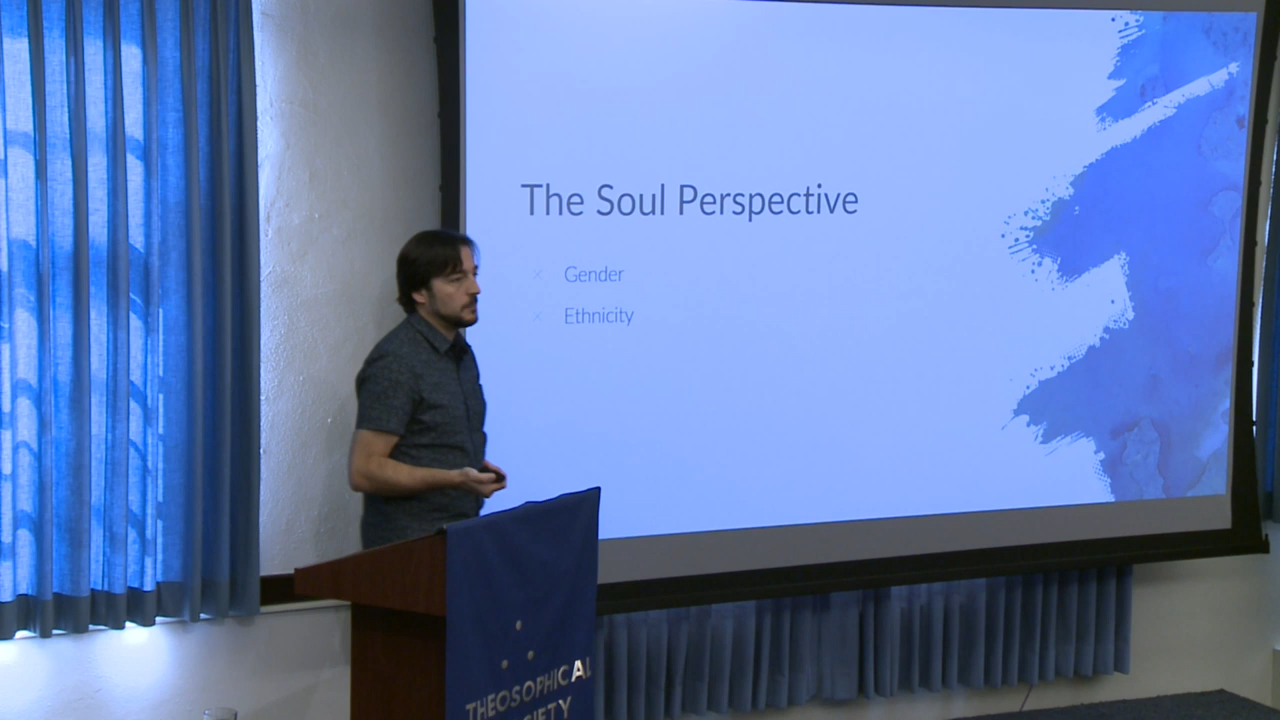 The Soul Perspective
Gender
Ethnicity
THEOSOPHICAL
SOCIETY